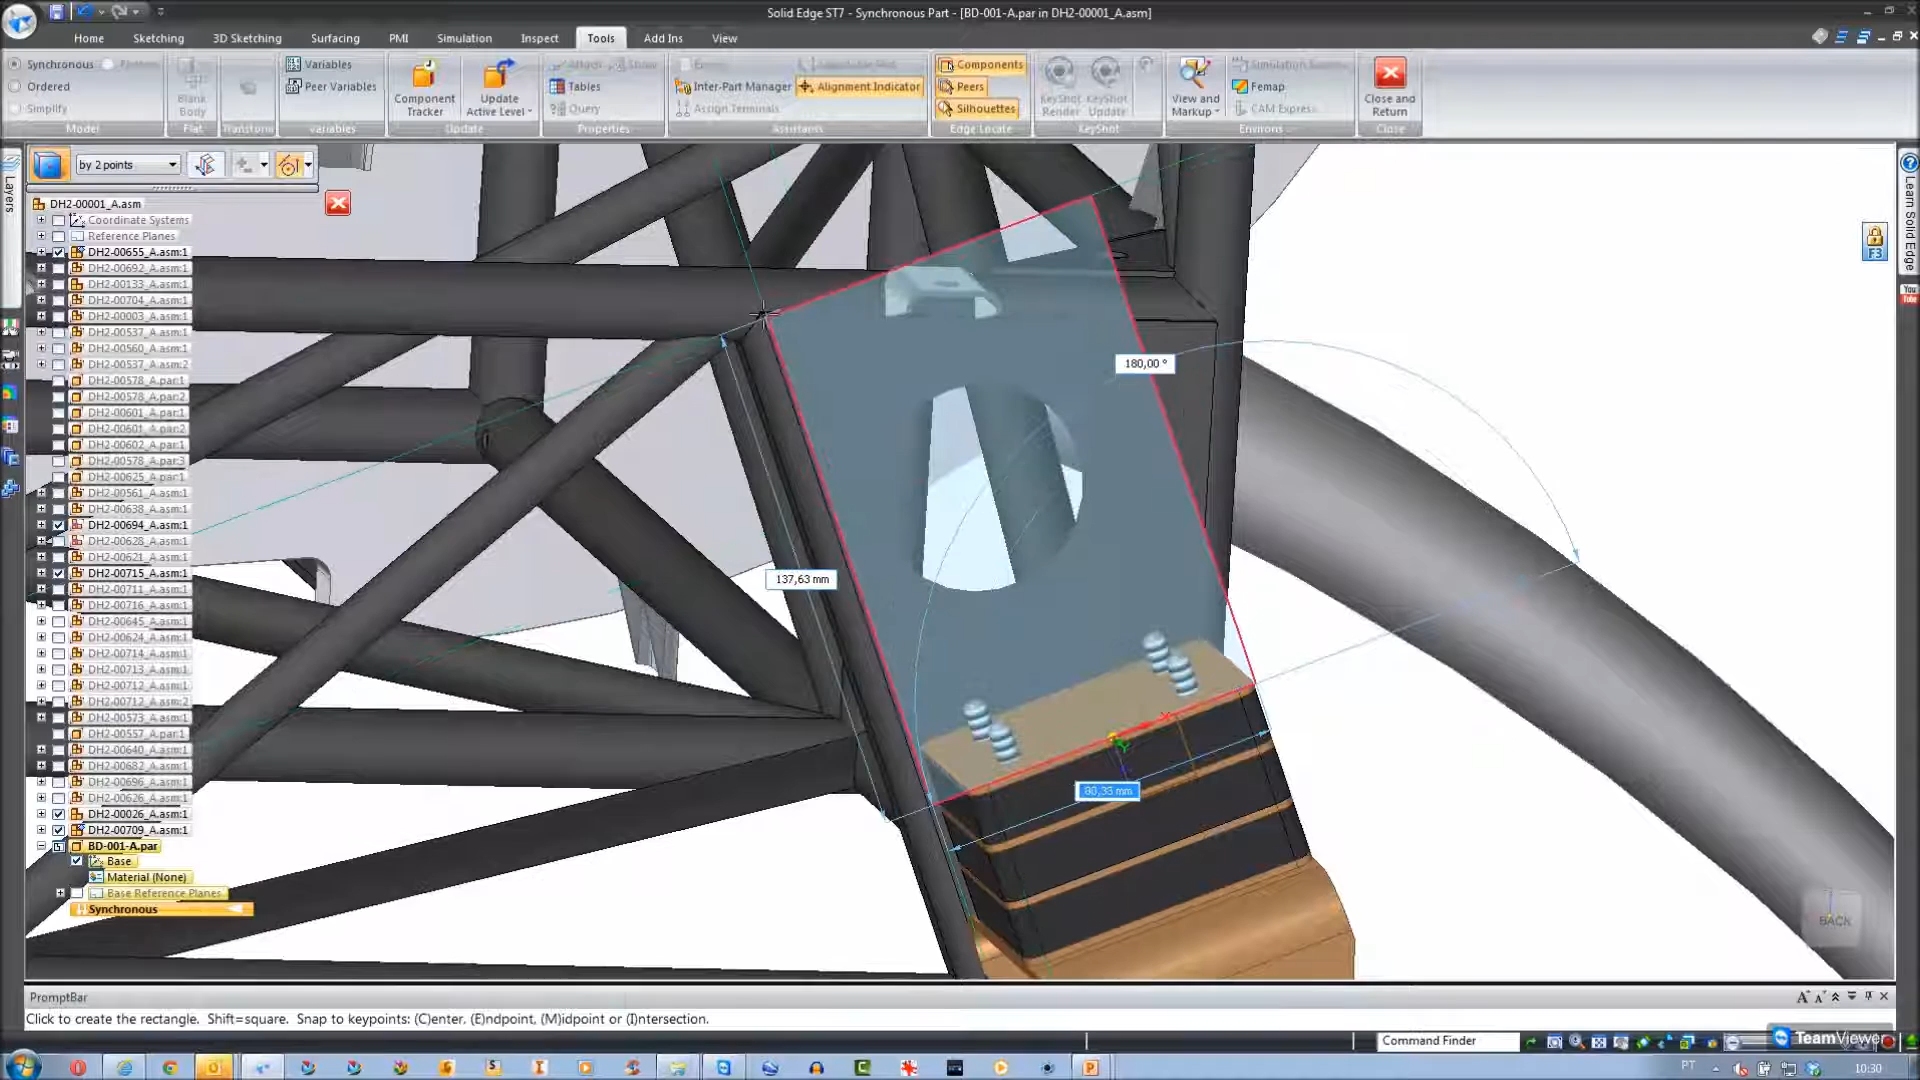 Solid Edge ST7 - Synchronous Part - [BD-001-A.par in DH2-00001_A.asm]
Home Sketching 3D Sketching Surfacing PMI Simulation Inspect Tools Add Ins View
Synchronous
Ordered
Simplify
Model
Blank Body
Flat
Transform
Variables
Peer Variables
Variables
Component Tracker
Update Active Level
Update
Tables
Query
Properties
Inter-Part Manager
Alignment Indicator
Assign Terminals
Assistants
Components
Peers
Silhouettes
Edge Locate
KeyShot Render
KeyShot Update
KeyShot
View and Markup
Femap
CAM Express
Environs
Close and Return
Close
by 2 points
Layers
Learn Solid Edge
You Tube
F3
DH2-00001_A.asm
Coordinate Systems
Reference Planes
DH2-00655_A.asm:1
DH2-00692_A.asm:1
DH2-00133_A.asm:1
DH2-00704_A.asm:1
DH2-00003_A.asm:1
DH2-00537_A.asm:1
DH2-00560_A.asm:1
DH2-00537_A.asm:2
DH2-00578_A.par:1
DH2-00578_A.par:2
DH2-00601_A.par:1
DH2-00601_A.par:2
DH2-00602_A.par:1
DH2-00578_A.par:3
DH2-00625_A.par:1
DH2-00561_A.asm:1
DH2-00638_A.asm:1
DH2-00694_A.asm:1
DH2-00628_A.asm:1
DH2-00621_A.asm:1
DH2-00715_A.asm:1
DH2-00711_A.asm:1
DH2-00716_A.asm:1
DH2-00645_A.asm:1
DH2-00624_A.asm:1
DH2-00714_A.asm:1
DH2-00713_A.asm:1
DH2-00712_A.asm:1
DH2-00712_A.asm:2
DH2-00573_A.asm:1
DH2-00557_A.par:1
DH2-00640_A.asm:1
DH2-00682_A.asm:1
DH2-00696_A.asm:1
DH2-00626_A.asm:1
DH2-00026_A.asm:1
DH2-00709_A.asm:1
BD-001-A.par
Base
Material (None)
Base Reference Planes
Synchronous
180,00 °
137,63 mm
80,33 mm
BACK
PromptBar
Click to create the rectangle. Shift=square. Snap to keypoints: (C)enter, (E)ndpoint, (M)idpoint or (I)ntersection.
Command Finder
TeamViewer
PT
10:30